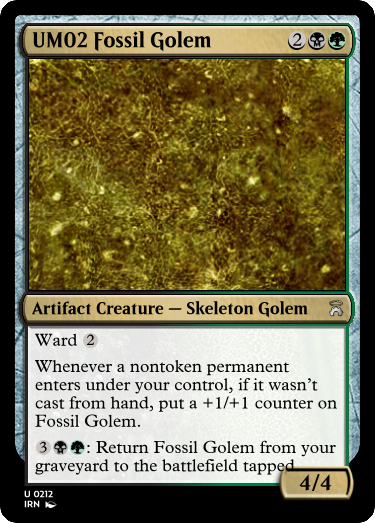 UM02 Fossil Golem 2
Artifact Creature — Skeleton Golem
Ward 2
Whenever a nontoken permanent
enters under your control, if it wasn't
cast from hand, put a +1/+1 counter on
Fossil Golem.
3: Return Fossil Golem from your
graveyard to the battlefield tapped.
4/4
U 0212
IRN